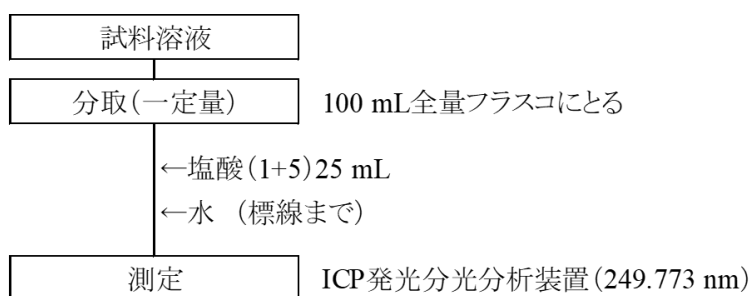 試料溶液
分取(一定量) 100 mL全量フラスコにとる
←塩酸(1+5)25 mL
←水 (標線まで)
測定 ICP発光分光分析装置(249.773 nm)